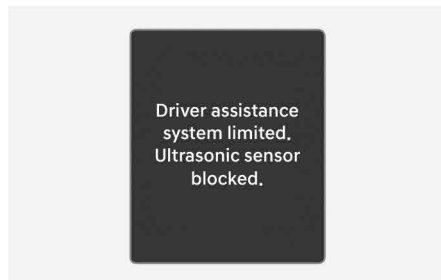 Driver assistance
system limited.
Ultrasonic sensor
blocked.